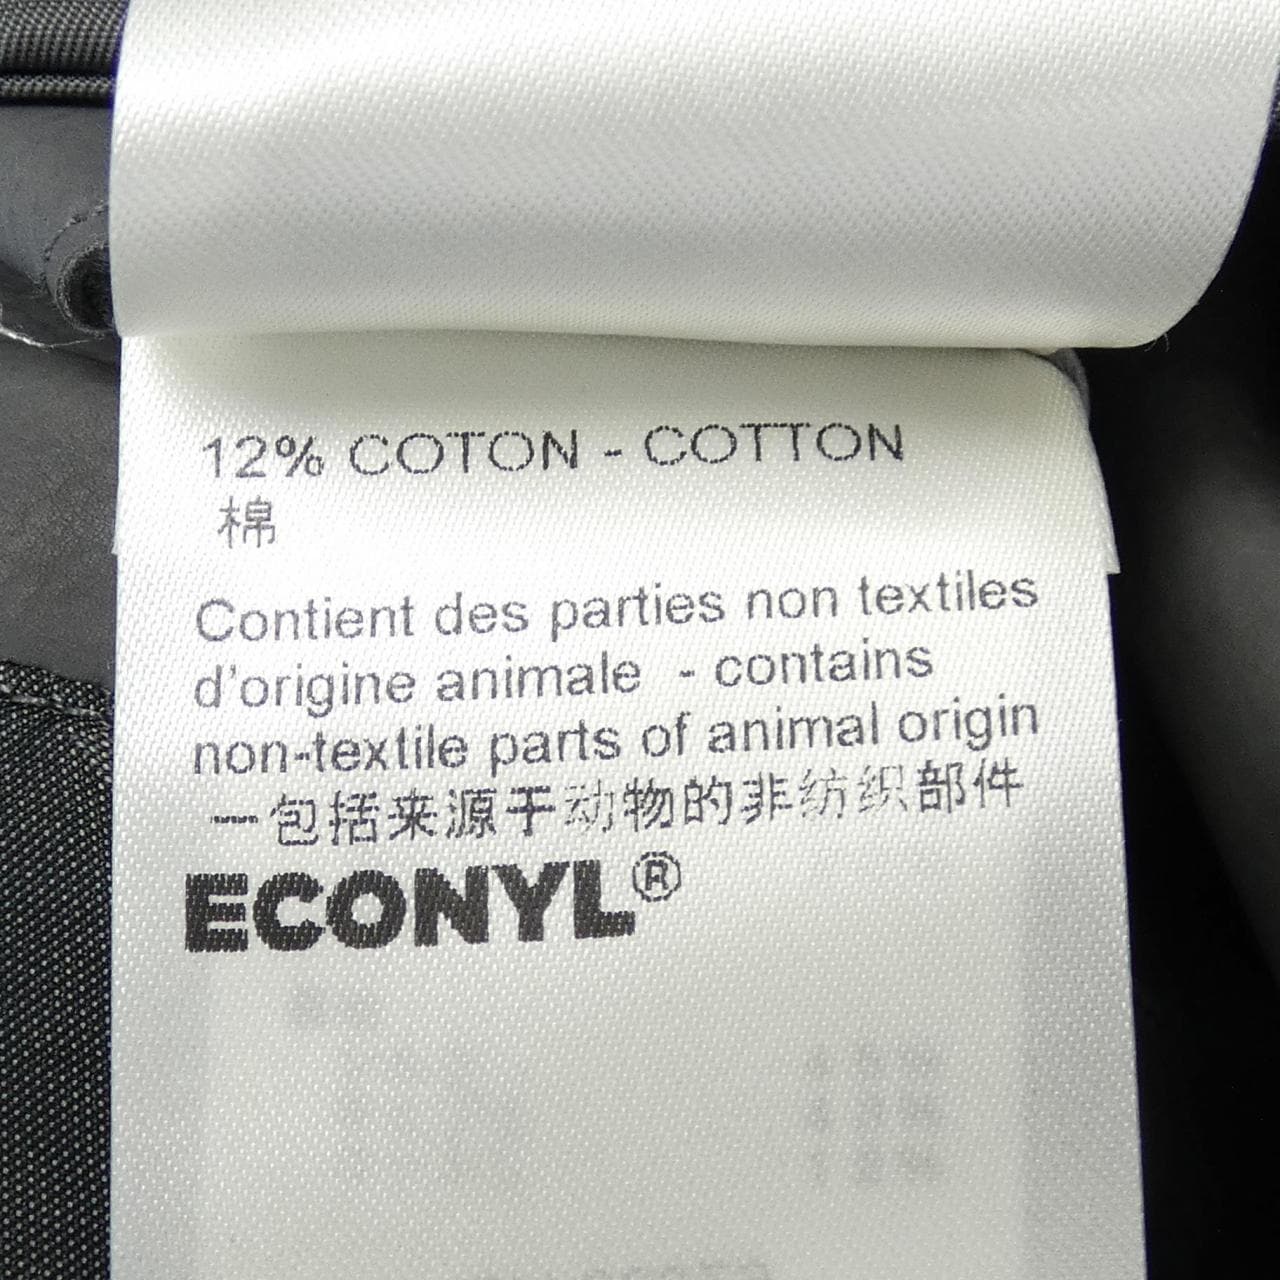 12% COTON - COTTON
棉
Contient des parties non textiles
d'origine animale - contains
non-textile parts of animal origin
一包括来源于动物的非纺织部件
ECONYL®